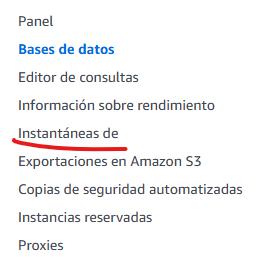 Panel
Bases de datos
Editor de consultas
Información sobre rendimiento
Instantáneas de
Exportaciones en Amazon S3
Copias de seguridad automatizadas
Instancias reservadas
Proxies